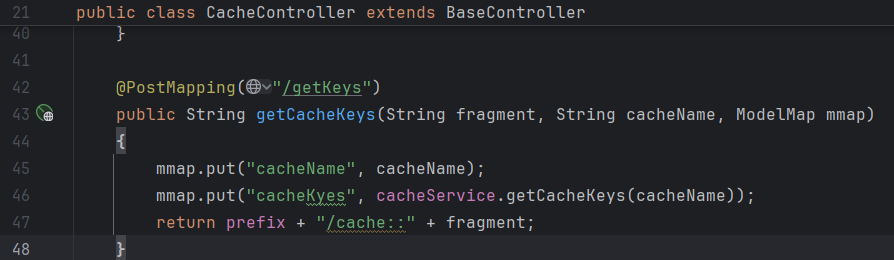 21 public class CacheController extends BaseController
40 }
41
42 @PostMapping("/getKeys")
43 public String getCacheKeys(String fragment, String cacheName, ModelMap mmap)
44 {
45 mmap.put("cacheName", cacheName);
46 mmap.put("cacheKyes", cacheService.getCacheKeys(cacheName));
47 return prefix + "/cache::" + fragment;
48 }